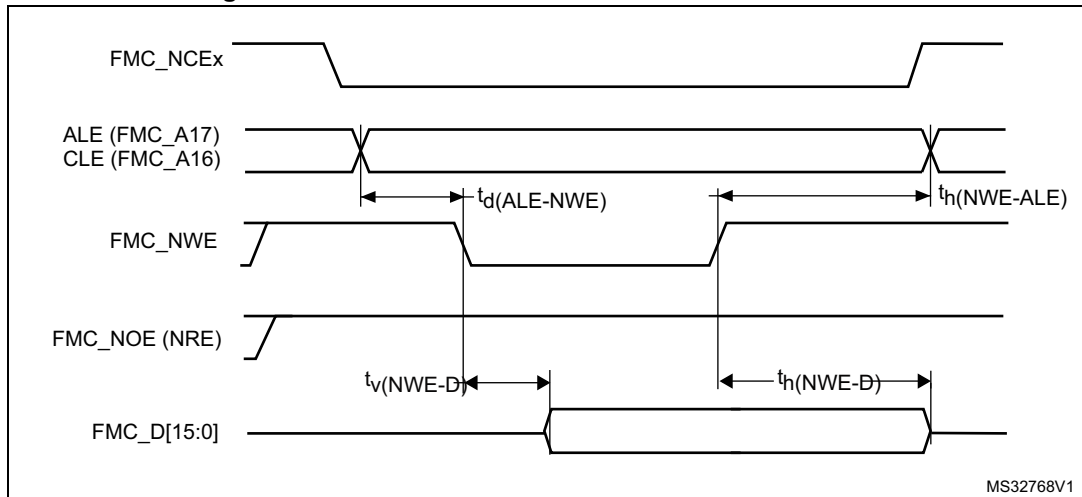 FMC_NCEx
ALE (FMC_A17)
CLE (FMC_A16)
td(ALE-NWE)
th(NWE-ALE)
FMC_NWE
FMC_NOE (NRE)
tv(NWE-D)
th(NWE-D)
FMC_D[15:0]
MS32768V1